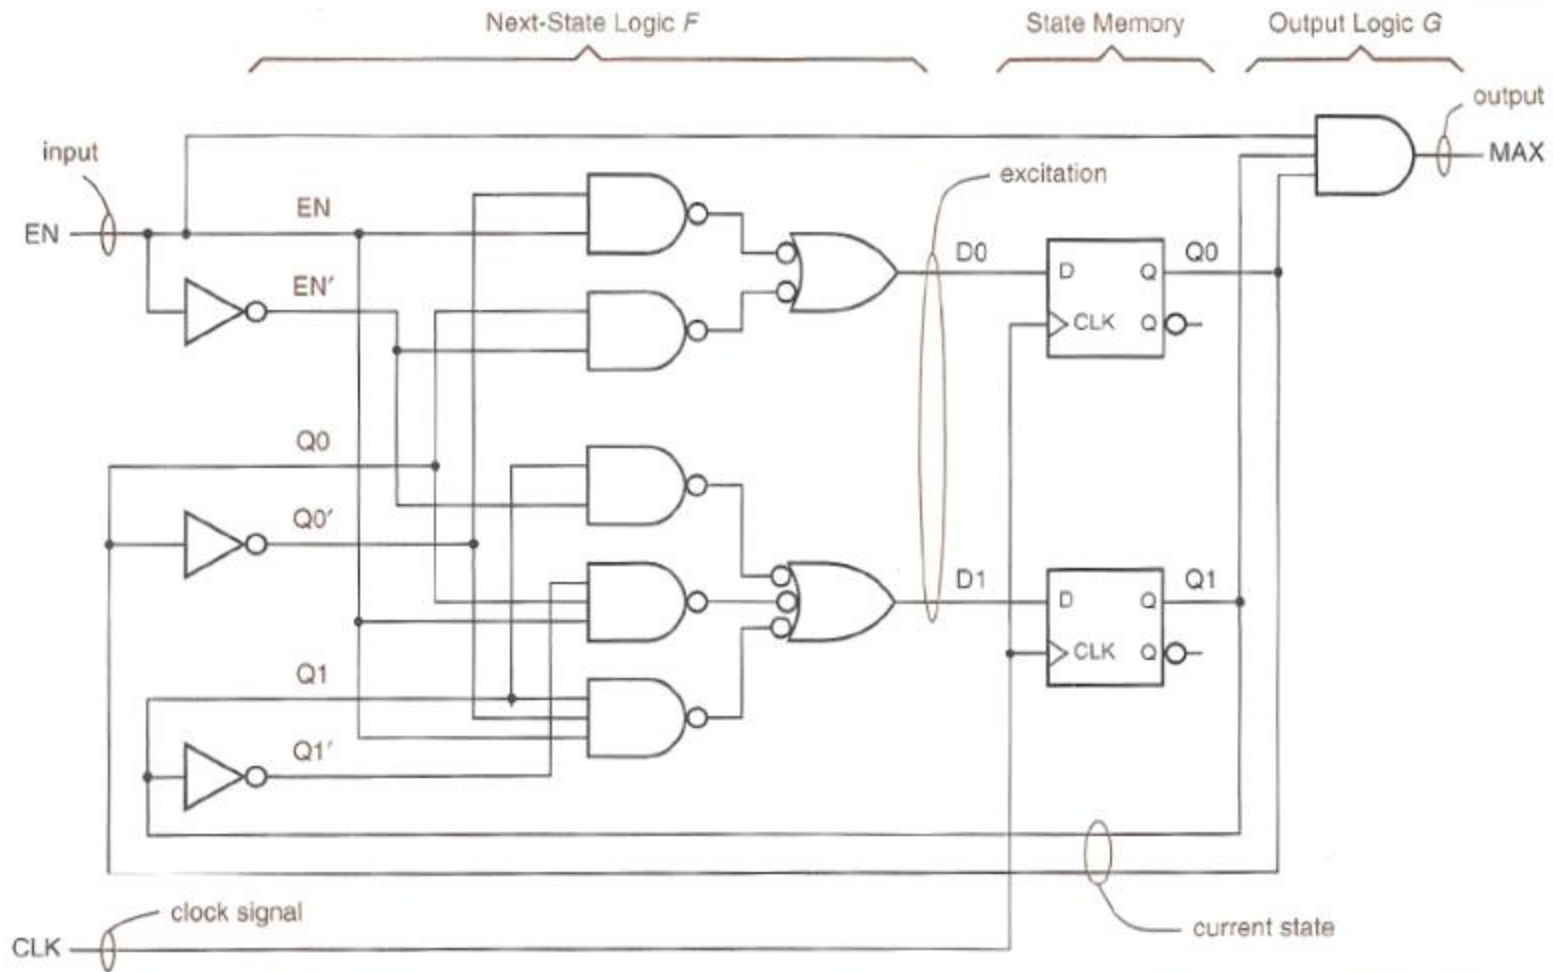 Next-State Logic F
State Memory
Output Logic G
output
input
MAX
excitation
EN
EN
D0
Q0
D
Q
EN′
CLK
Q
Q0
Q0′
D1
Q1
D
Q
CLK
Q
Q1
Q1′
clock signal
current state
CLK